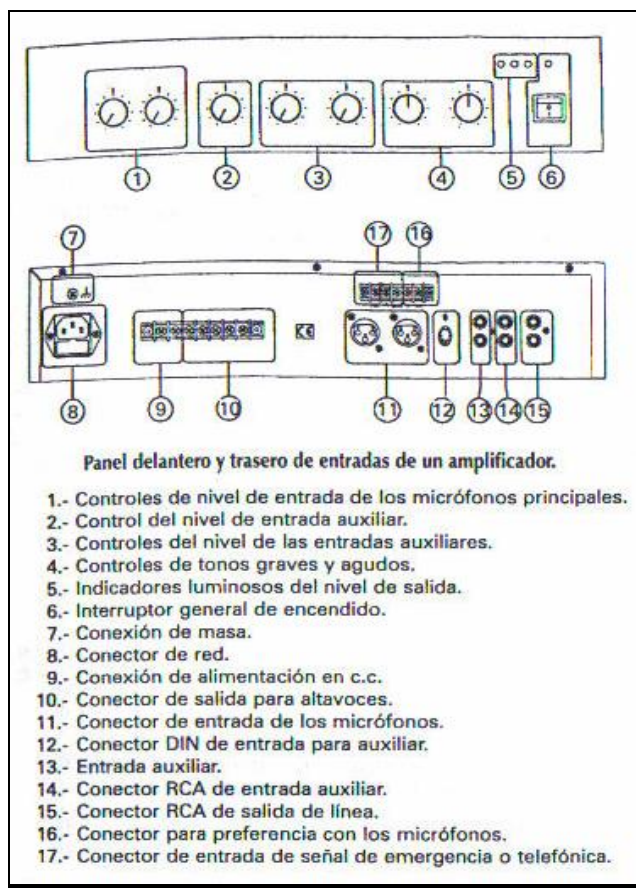 1 2 3 4 5 6
7 17 16
CE
8 9 10 11 12 13 14 15
Panel delantero y trasero de entradas de un amplificador.
1.- Controles de nivel de entrada de los micrófonos principales.
2.- Control del nivel de entrada auxiliar.
3.- Controles del nivel de las entradas auxiliares.
4.- Controles de tonos graves y agudos.
5.- Indicadores luminosos del nivel de salida.
6.- Interruptor general de encendido.
7.- Conexión de masa.
8.- Conector de red.
9.- Conexión de alimentación en c.c.
10.- Conector de salida para altavoces.
11.- Conector de entrada de los micrófonos.
12.- Conector DIN de entrada para auxiliar.
13.- Entrada auxiliar.
14.- Conector RCA de entrada auxiliar.
15.- Conector RCA de salida de línea.
16.- Conector para preferencia con los micrófonos.
17.- Conector de entrada de señal de emergencia o telefónica.